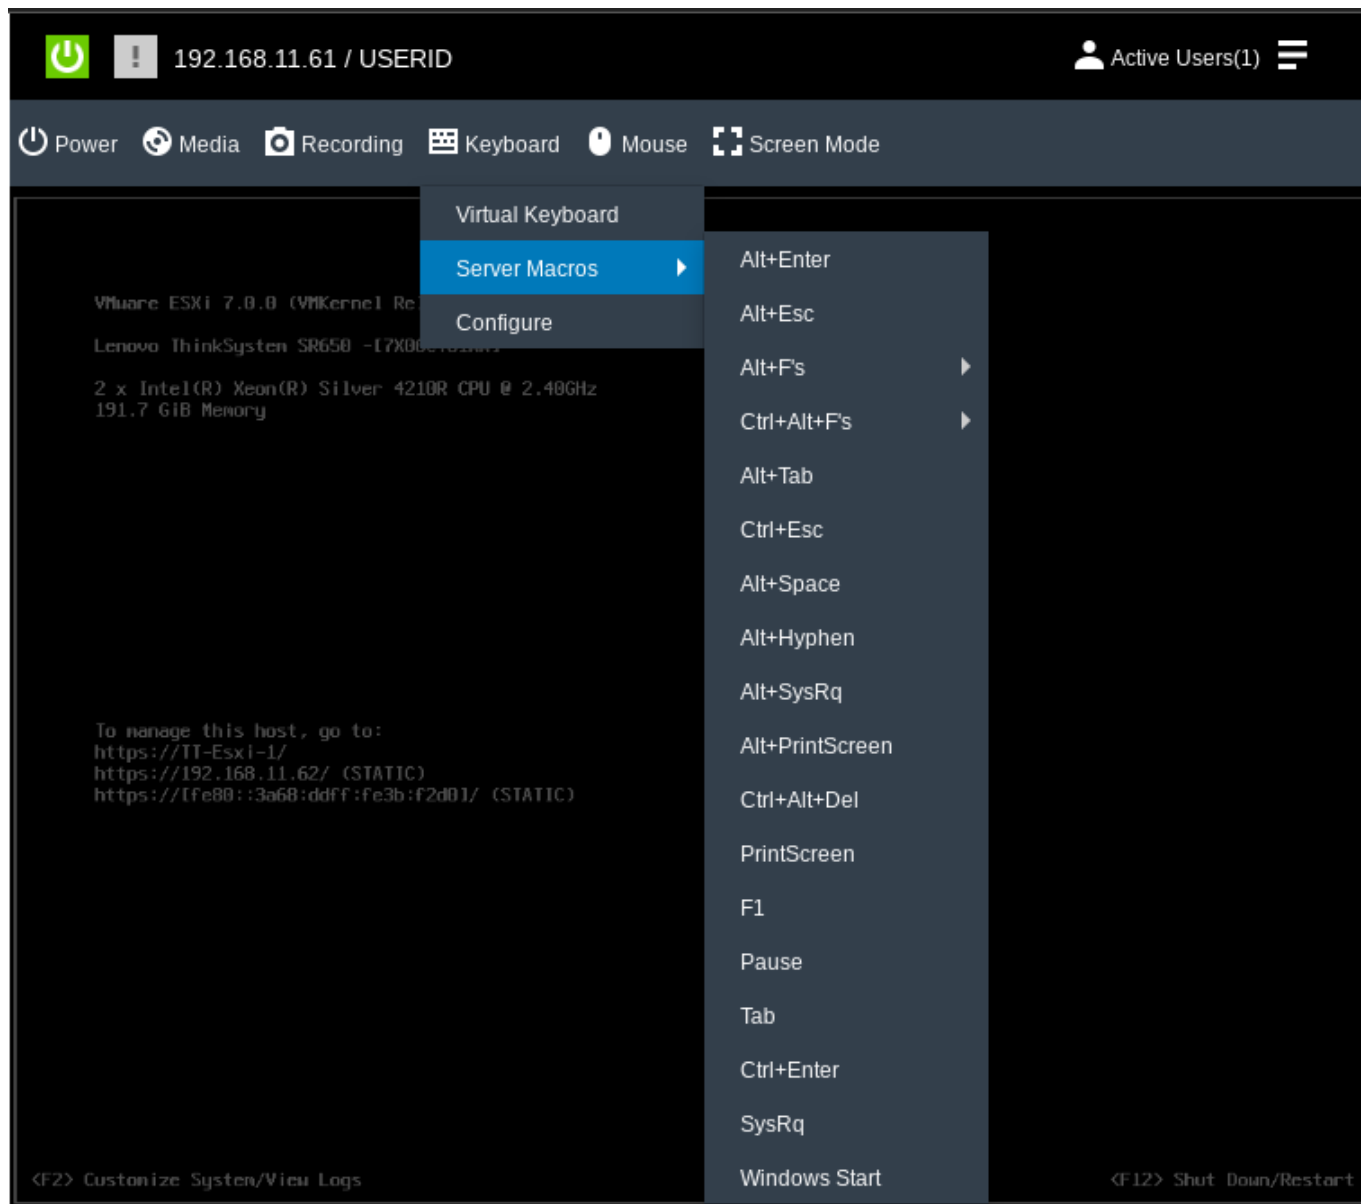 192.168.11.61 / USERID
Active Users(1)
Power Media Recording Keyboard Mouse Screen Mode
Virtual Keyboard
Server Macros
Configure
Alt+Enter
Alt+Esc
Alt+F's
Ctrl+Alt+F's
Alt+Tab
Ctrl+Esc
Alt+Space
Alt+Hyphen
Alt+SysRq
Alt+PrintScreen
Ctrl+Alt+Del
PrintScreen
F1
Pause
Tab
Ctrl+Enter
SysRq
Windows Start
VMware ESXi 7.0.0 (VMKernel Re
Lenovo ThinkSystem SR650
2 x Intel(R) Xeon(R) Silver 4210R CPU @ 2.40GHz
191.7 GiB Memory
To manage this host, go to:
https://TT-Esxi-1/
https://192.168.11.62/ (STATIC)
https://[fe80::3a68:ddff:fe3b:f2d0]/ (STATIC)
<F2> Customize System/View Logs
<F12> Shut Down/Restart